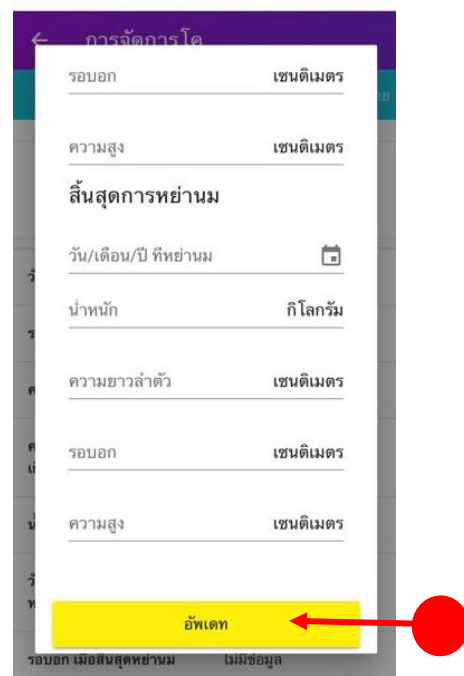 การจัดการโค
รอบอก เซนติเมตร
ความสูง เซนติเมตร
สิ้นสุดการหย่านม
วัน/เดือน/ปี ทีหย่านม
น่ำหนัก กิโลกรัม
ความยาวลำตัว เซนติเมตร
รอบอก เซนติเมตร
ความสูง เซนติเมตร
อัพเดท
รอบอก เมื่อสิ้นสุดหย่านม ไม่มีข้อมูล